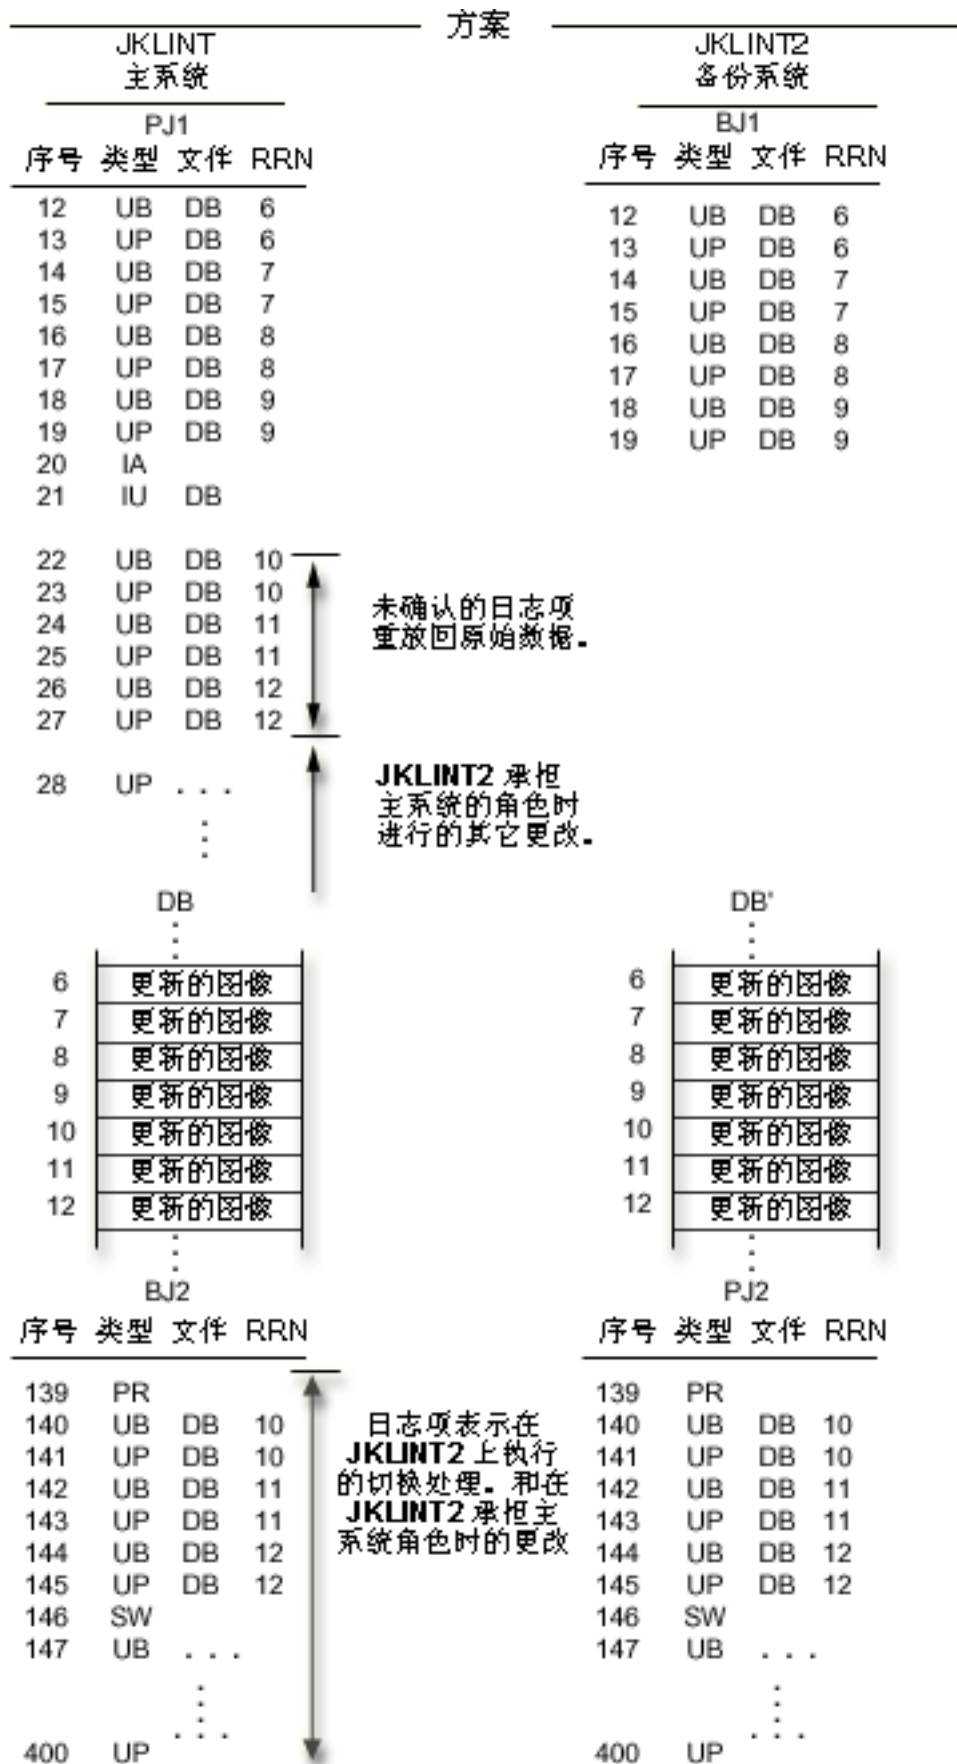 方案
JKLINT
主系统
PJ1
序号 类型 文件 RRN
12 UB DB 6
13 UP DB 6
14 UB DB 7
15 UP DB 7
16 UB DB 8
17 UP DB 8
18 UB DB 9
19 UP DB 9
20 IA
21 IU DB
22 UB DB 10
23 UP DB 10
24 UB DB 11
25 UP DB 11
26 UB DB 12
27 UP DB 12
28 UP . . .
未确认的日志项
重放回原始数据。
JKLINT2 承担
主系统的角色时
进行的其它更改。
JKLINT2
备份系统
BJ1
序号 类型 文件 RRN
12 UB DB 6
13 UP DB 6
14 UB DB 7
15 UP DB 7
16 UB DB 8
17 UP DB 8
18 UB DB 9
19 UP DB 9
DB
6 更新的图像
7 更新的图像
8 更新的图像
9 更新的图像
10 更新的图像
11 更新的图像
12 更新的图像
DB'
6 更新的图像
7 更新的图像
8 更新的图像
9 更新的图像
10 更新的图像
11 更新的图像
12 更新的图像
BJ2
序号 类型 文件 RRN
139 PR
140 UB DB 10
141 UP DB 10
142 UB DB 11
143 UP DB 11
144 UB DB 12
145 UP DB 12
146 SW
147 UB . . .
. . .
400 UP
日志项表示在
JKLINT2 上执行
的切换处理。和在
JKLINT2 承担主
系统角色时的更改
PJ2
序号 类型 文件 RRN
139 PR
140 UB DB 10
141 UP DB 10
142 UB DB 11
143 UP DB 11
144 UB DB 12
145 UP DB 12
146 SW
147 UB . . .
. . .
400 UP